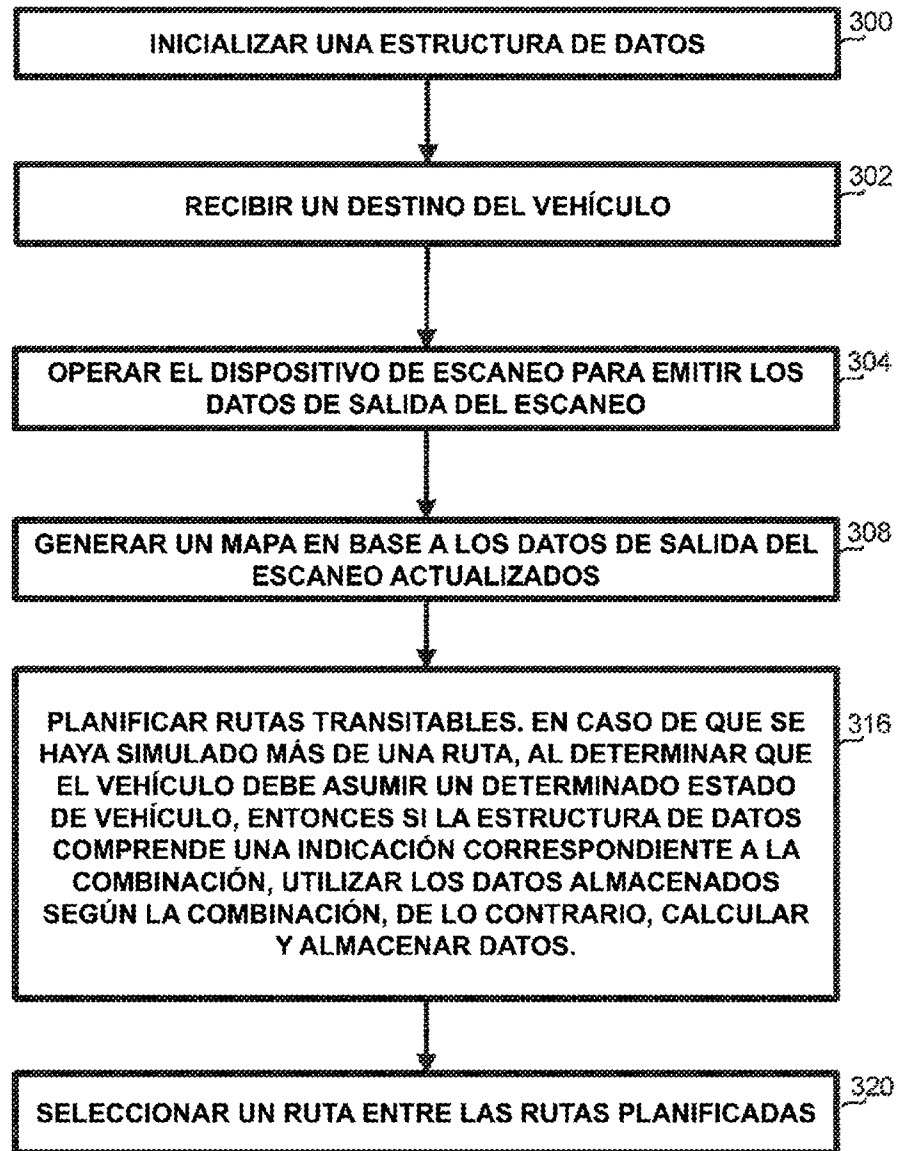 INICIALIZAR UNA ESTRUCTURA DE DATOS
300
RECIBIR UN DESTINO DEL VEHÍCULO
302
OPERAR EL DISPOSITIVO DE ESCANEO PARA EMITIR LOS
DATOS DE SALIDA DEL ESCANEO
304
GENERAR UN MAPA EN BASE A LOS DATOS DE SALIDA DEL
ESCANEO ACTUALIZADOS
308
PLANIFICAR RUTAS TRANSITABLES. EN CASO DE QUE SE
HAYA SIMULADO MÁS DE UNA RUTA, AL DETERMINAR QUE
EL VEHÍCULO DEBE ASUMIR UN DETERMINADO ESTADO
DE VEHÍCULO, ENTONCES SI LA ESTRUCTURA DE DATOS
COMPRENDE UNA INDICACIÓN CORRESPONDIENTE A LA
COMBINACIÓN, UTILIZAR LOS DATOS ALMACENADOS
SEGÚN LA COMBINACIÓN, DE LO CONTRARIO, CALCULAR
Y ALMACENAR DATOS.
316
SELECCIONAR UN RUTA ENTRE LAS RUTAS PLANIFICADAS
320